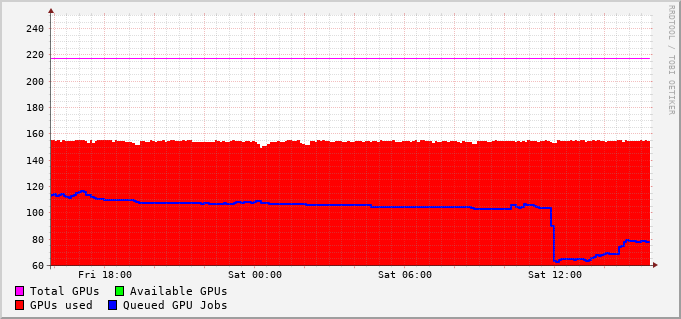 RRDTOOL / TOBI OETIKER
240
220
200
180
160
140
120
100
80
60
Fri 18:00 Sat 00:00 Sat 06:00 Sat 12:00
Total GPUs Available GPUs
GPUs used Queued GPU Jobs